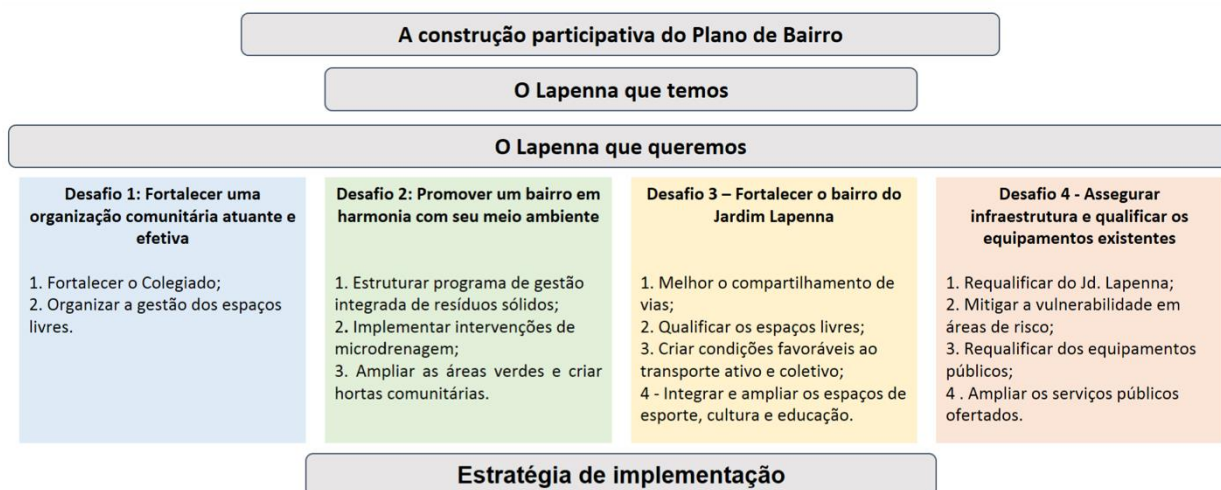 A construção participativa do Plano de Bairro
O Lapenna que temos
O Lapenna que queremos
Desafio 1: Fortalecer uma
organização comunitária atuante e
efetiva
1. Fortalecer o Colegiado;
2. Organizar a gestão dos espaços
livres.
Desafio 2: Promover um bairro em
harmonia com seu meio ambiente
1. Estruturar programa de gestão
integrada de resíduos sólidos;
2. Implementar intervenções de
microdrenagem;
3. Ampliar as áreas verdes e criar
hortas comunitárias.
Desafio 3 – Fortalecer o bairro do
Jardim Lapenna
1. Melhor o compartilhamento de
vias;
2. Qualificar os espaços livres;
3. Criar condições favoráveis ao
transporte ativo e coletivo;
4 - Integrar e ampliar os espaços de
esporte, cultura e educação.
Desafio 4 - Assegurar
infraestrutura e qualificar os
equipamentos existentes
1. Requalificar do Jd. Lapenna;
2. Mitigar a vulnerabilidade em
áreas de risco;
3. Requalificar dos equipamentos
públicos;
4 . Ampliar os serviços públicos
ofertados.
Estratégia de implementação